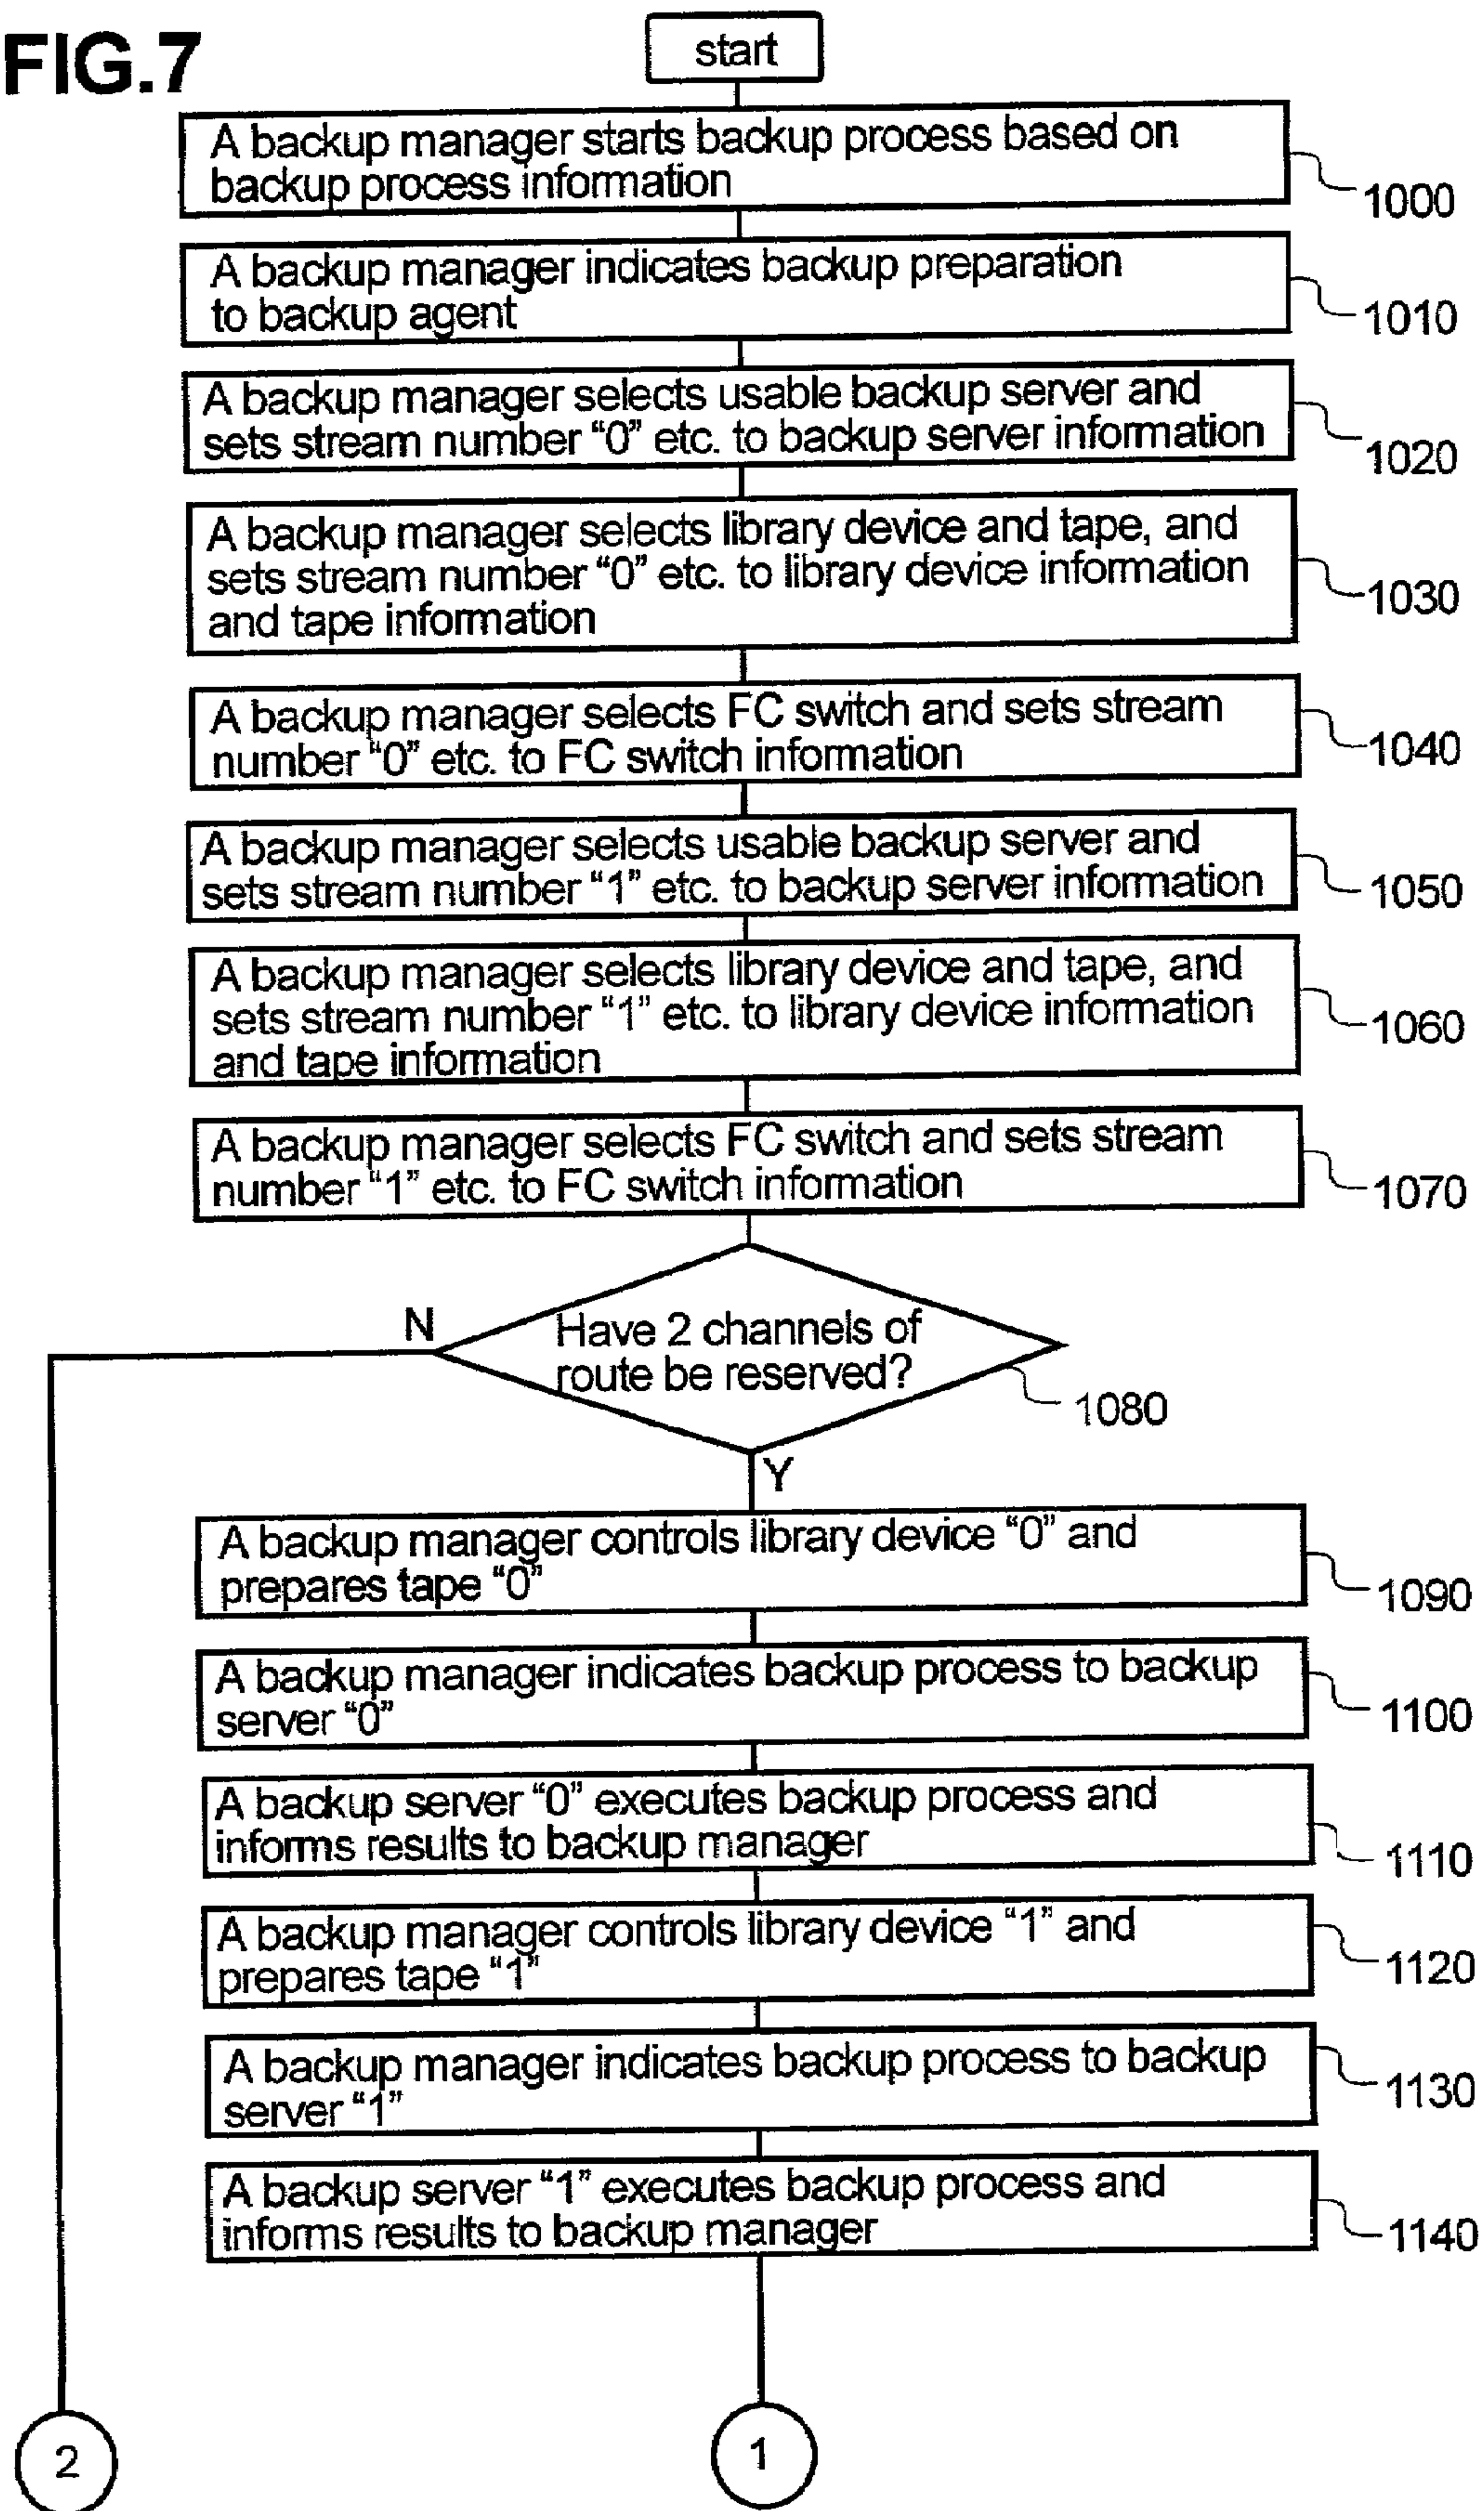 FIG.7
start
A backup manager starts backup process based on
backup process information
1000
A backup manager indicates backup preparation
to backup agent
1010
A backup manager selects usable backup server and
sets stream number “0” etc. to backup server information
1020
A backup manager selects library device and tape, and
sets stream number “0” etc. to library device information
and tape information
1030
A backup manager selects FC switch and sets stream
number “0” etc. to FC switch information
1040
A backup manager selects usable backup server and
sets stream number “1” etc. to backup server information
1050
A backup manager selects library device and tape, and
sets stream number “1” etc. to library device information
and tape information
1060
A backup manager selects FC switch and sets stream
number “1” etc. to FC switch information
1070
N
Have 2 channels of
route be reserved?
1080
Y
A backup manager controls library device “0” and
prepares tape “0”
1090
A backup manager indicates backup process to backup
server “0”
1100
A backup server “0” executes backup process and
informs results to backup manager
1110
A backup manager controls library device “1” and
prepares tape “1”
1120
A backup manager indicates backup process to backup
server “1”
1130
A backup server “1” executes backup process and
informs results to backup manager
1140
2
1